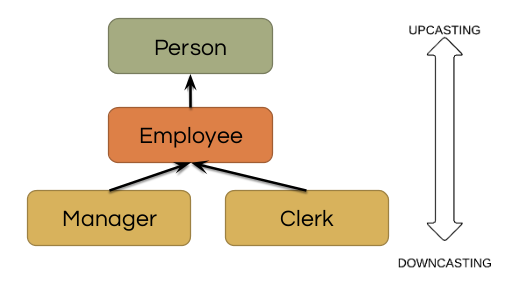 UPCASTING
Person
Employee
Manager
Clerk
DOWNCASTING